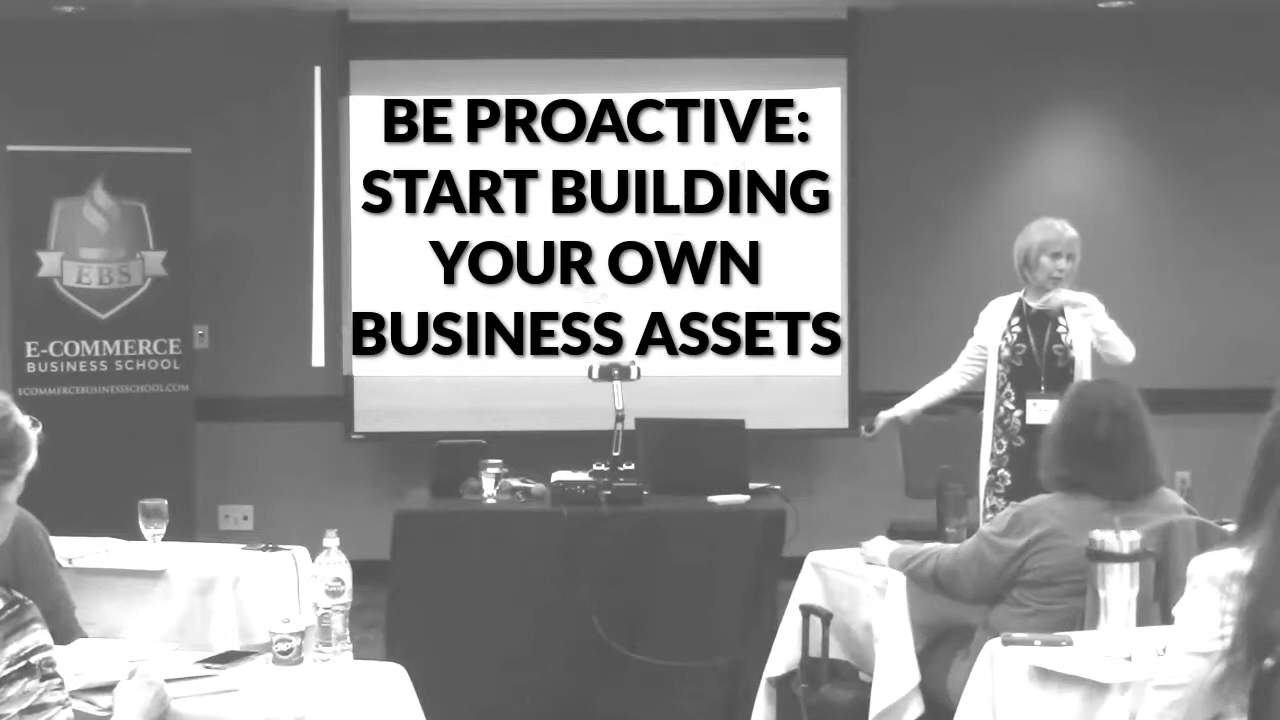 BE PROACTIVE:
START BUILDING
YOUR OWN
BUSINESS ASSETS
EBS
E-COMMERCE
BUSINESS SCHOOL
ECOMMERCEBUSINESSSCHOOL.COM